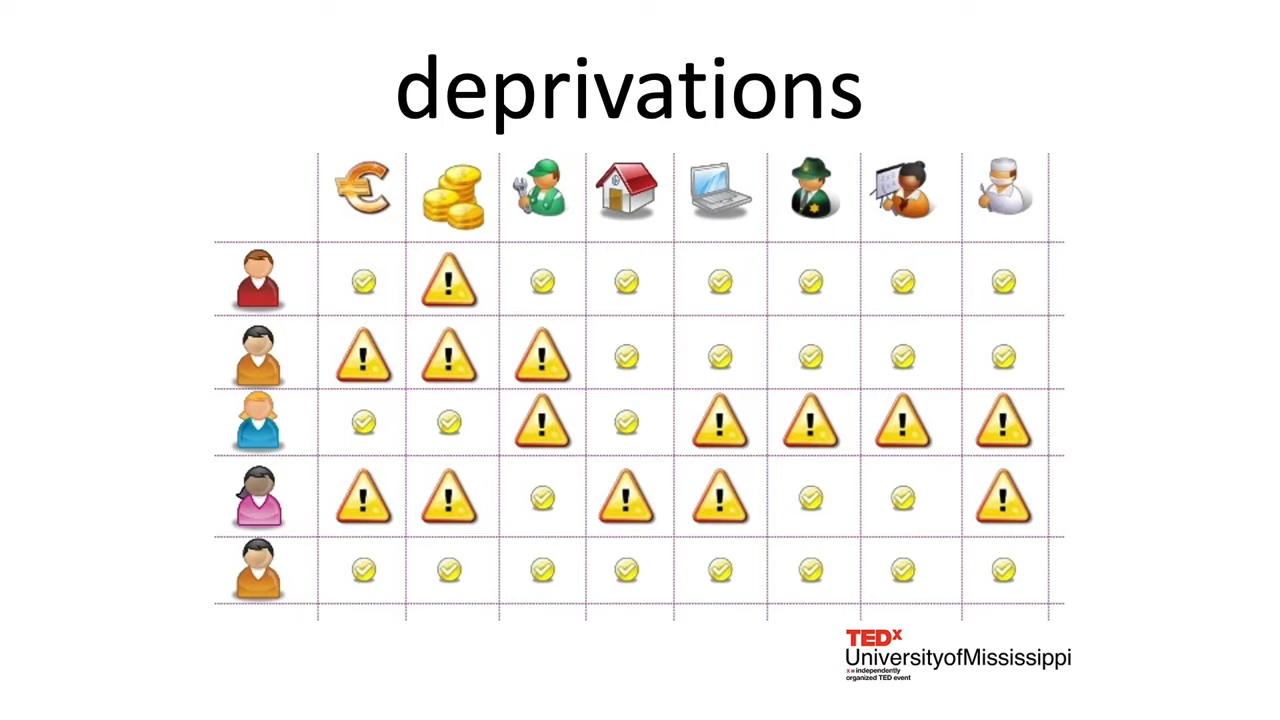 deprivations
TEDx
UniversityofMississippi
x = independently
organized TED event